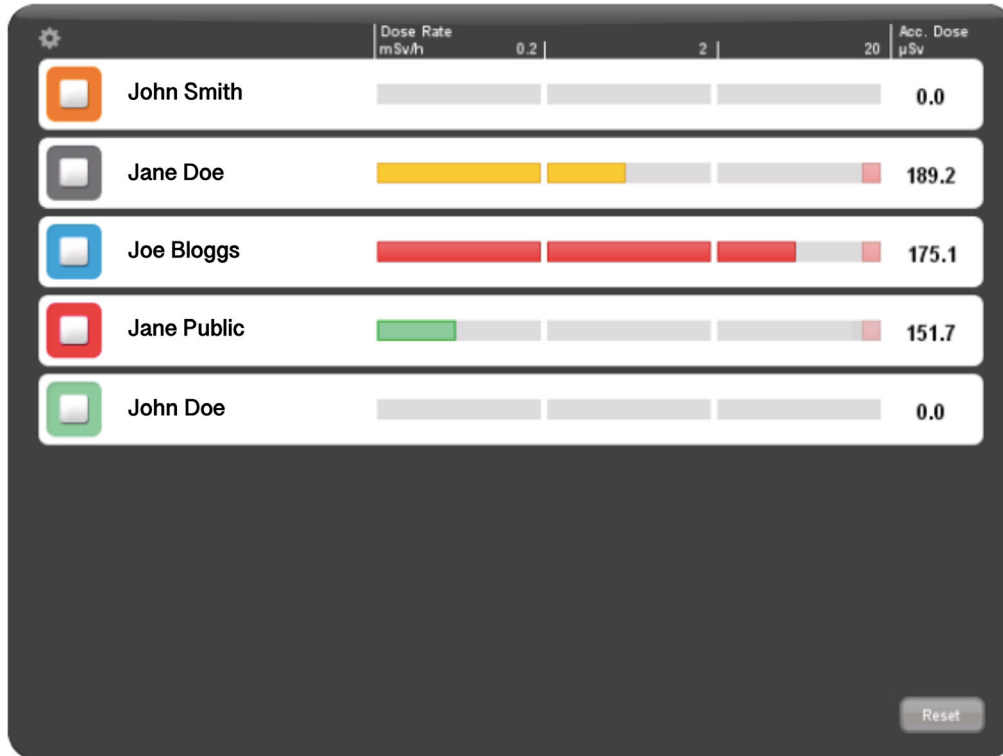 Dose Rate
mSv/h 0.2 2 20
Acc. Dose
µSv
John Smith 0.0
Jane Doe 189.2
Joe Bloggs 175.1
Jane Public 151.7
John Doe 0.0
Reset